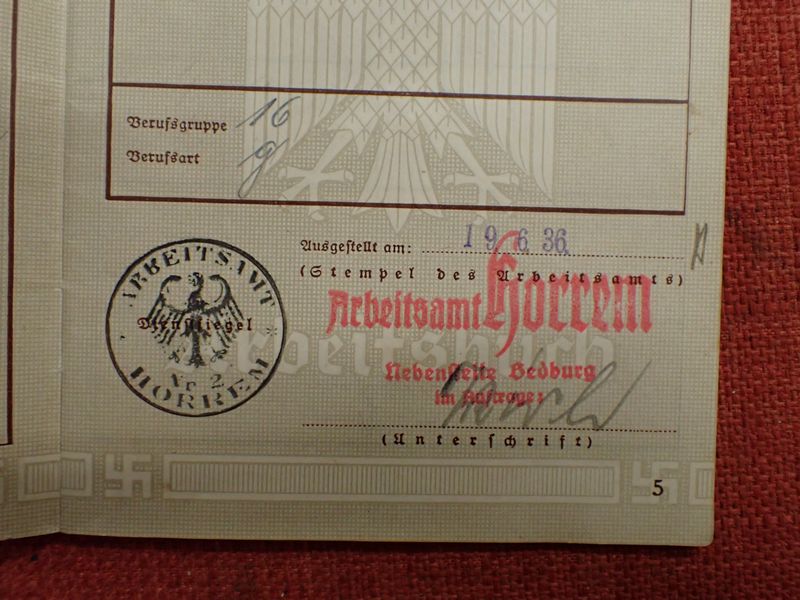 Berufsgruppe 16
Berufsart g
Ausgestellt am: 19. 6. 36.
(Stempel des Arbeitsamts)
ARBEITSAMT
Dienstsiegel
Nr 2
HORREM
Arbeitsamt Horrem
Arbeitsbuch
Nebenstelle Bedburg
Im Auftrage:
(Unterschrift)
5